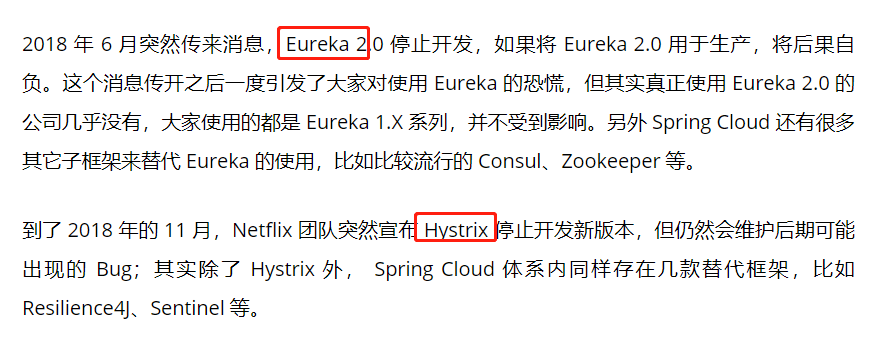 2018 年 6 月突然传来消息，Eureka 2.0 停止开发，如果将 Eureka 2.0 用于生产，将后果自
负。这个消息传开之后一度引发了大家对使用 Eureka 的恐慌，但其实真正使用 Eureka 2.0 的
公司几乎没有，大家使用的都是 Eureka 1.X 系列，并不受到影响。另外 Spring Cloud 还有很多
其它子框架来替代 Eureka 的使用，比如比较流行的 Consul、Zookeeper 等。
到了 2018 年的 11 月，Netflix 团队突然宣布 Hystrix 停止开发新版本，但仍然会维护后期可能
出现的 Bug；其实除了 Hystrix 外， Spring Cloud 体系内同样存在几款替代框架，比如
Resilience4J、Sentinel 等。